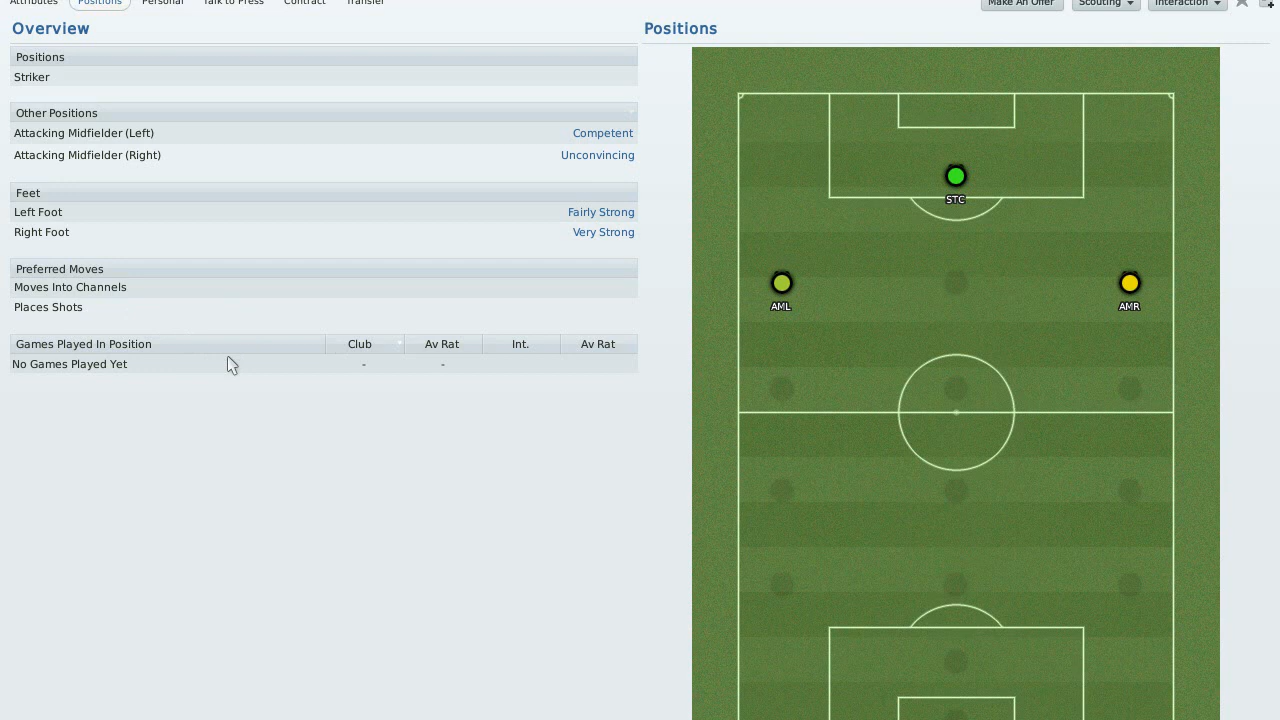 Attributes Positions Personal Talk to Press Contract Transfer Make An Offer Scouting Interaction
Overview
Positions
Positions
Striker
Other Positions
Attacking Midfielder (Left) Competent
Attacking Midfielder (Right) Unconvincing
Feet
Left Foot Fairly Strong
Right Foot Very Strong
Preferred Moves
Moves Into Channels
Places Shots
Games Played In Position Club Av Rat Int. Av Rat
No Games Played Yet - -
STC
AML
AMR